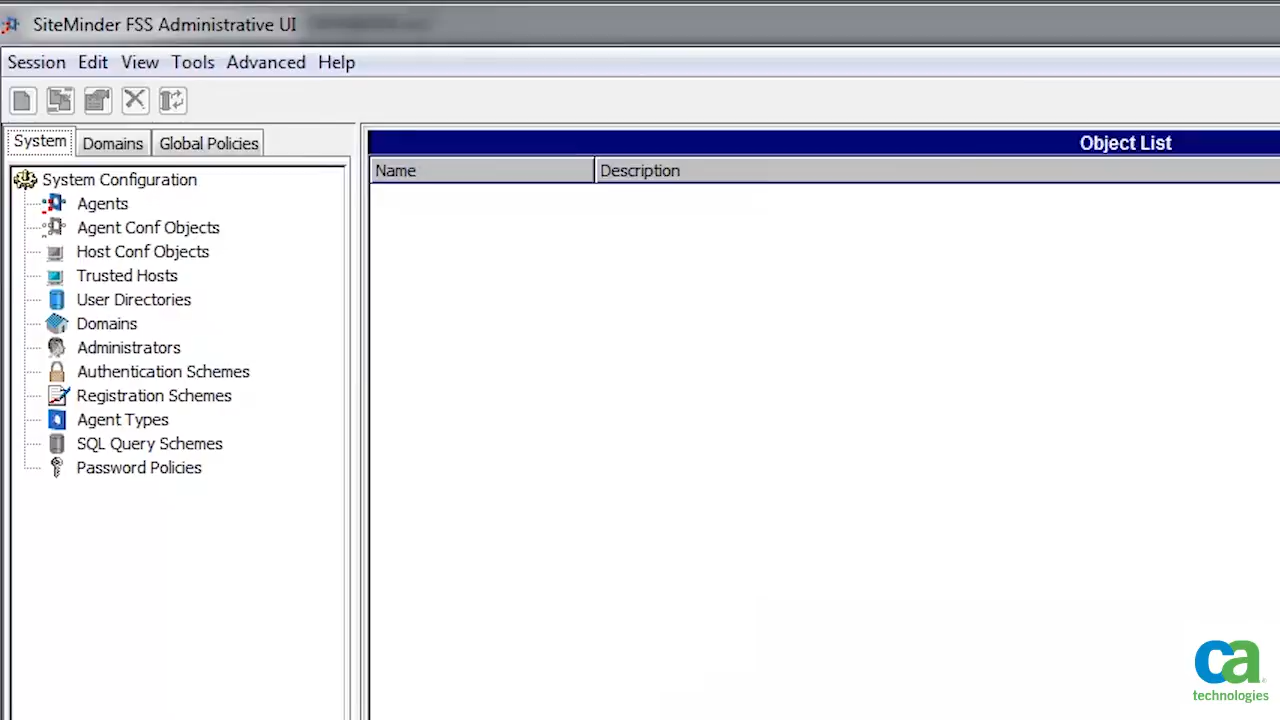 SiteMinder FSS Administrative UI
Session Edit View Tools Advanced Help
System Domains Global Policies
Object List
Name Description
System Configuration
Agents
Agent Conf Objects
Host Conf Objects
Trusted Hosts
User Directories
Domains
Administrators
Authentication Schemes
Registration Schemes
Agent Types
SQL Query Schemes
Password Policies
ca
technologies